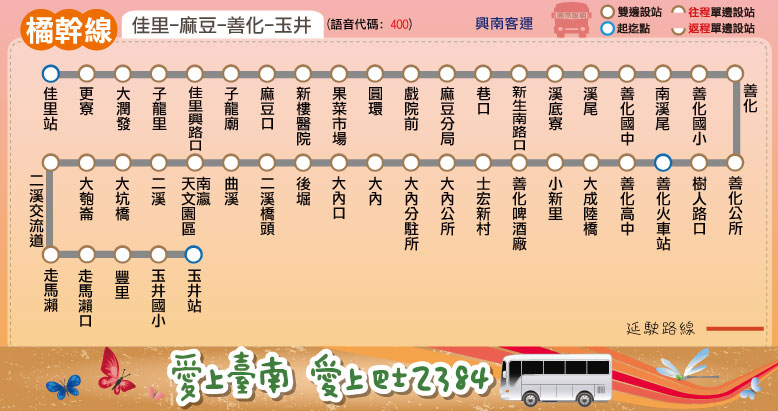 橘幹線
佳里-麻豆-善化-玉井 (語音代碼: 400)
興南客運
雙邊設站
往程單邊設站
起迄點
返程單邊設站
佳里站
更寮
大潤發
子龍里
佳里興路口
子龍廟
麻豆口
新樓醫院
果菜市場
圓環
戲院前
麻豆分局
巷口
新生南路口
溪底寮
溪尾
善化國中
南溪尾
善化國小
善化
善化公所
樹人路口
善化火車站
善化高中
大成陸橋
小新里
善化啤酒廠
士宏新村
大內公所
大內分駐所
大內
大內口
後堀
二溪橋頭
曲溪
南瀛天文園區
二溪
大坑橋
大匏崙
二溪交流道
走馬瀨
走馬瀨口
豐里
玉井國小
玉井站
延駛路線
愛上臺南 愛上巴士2384